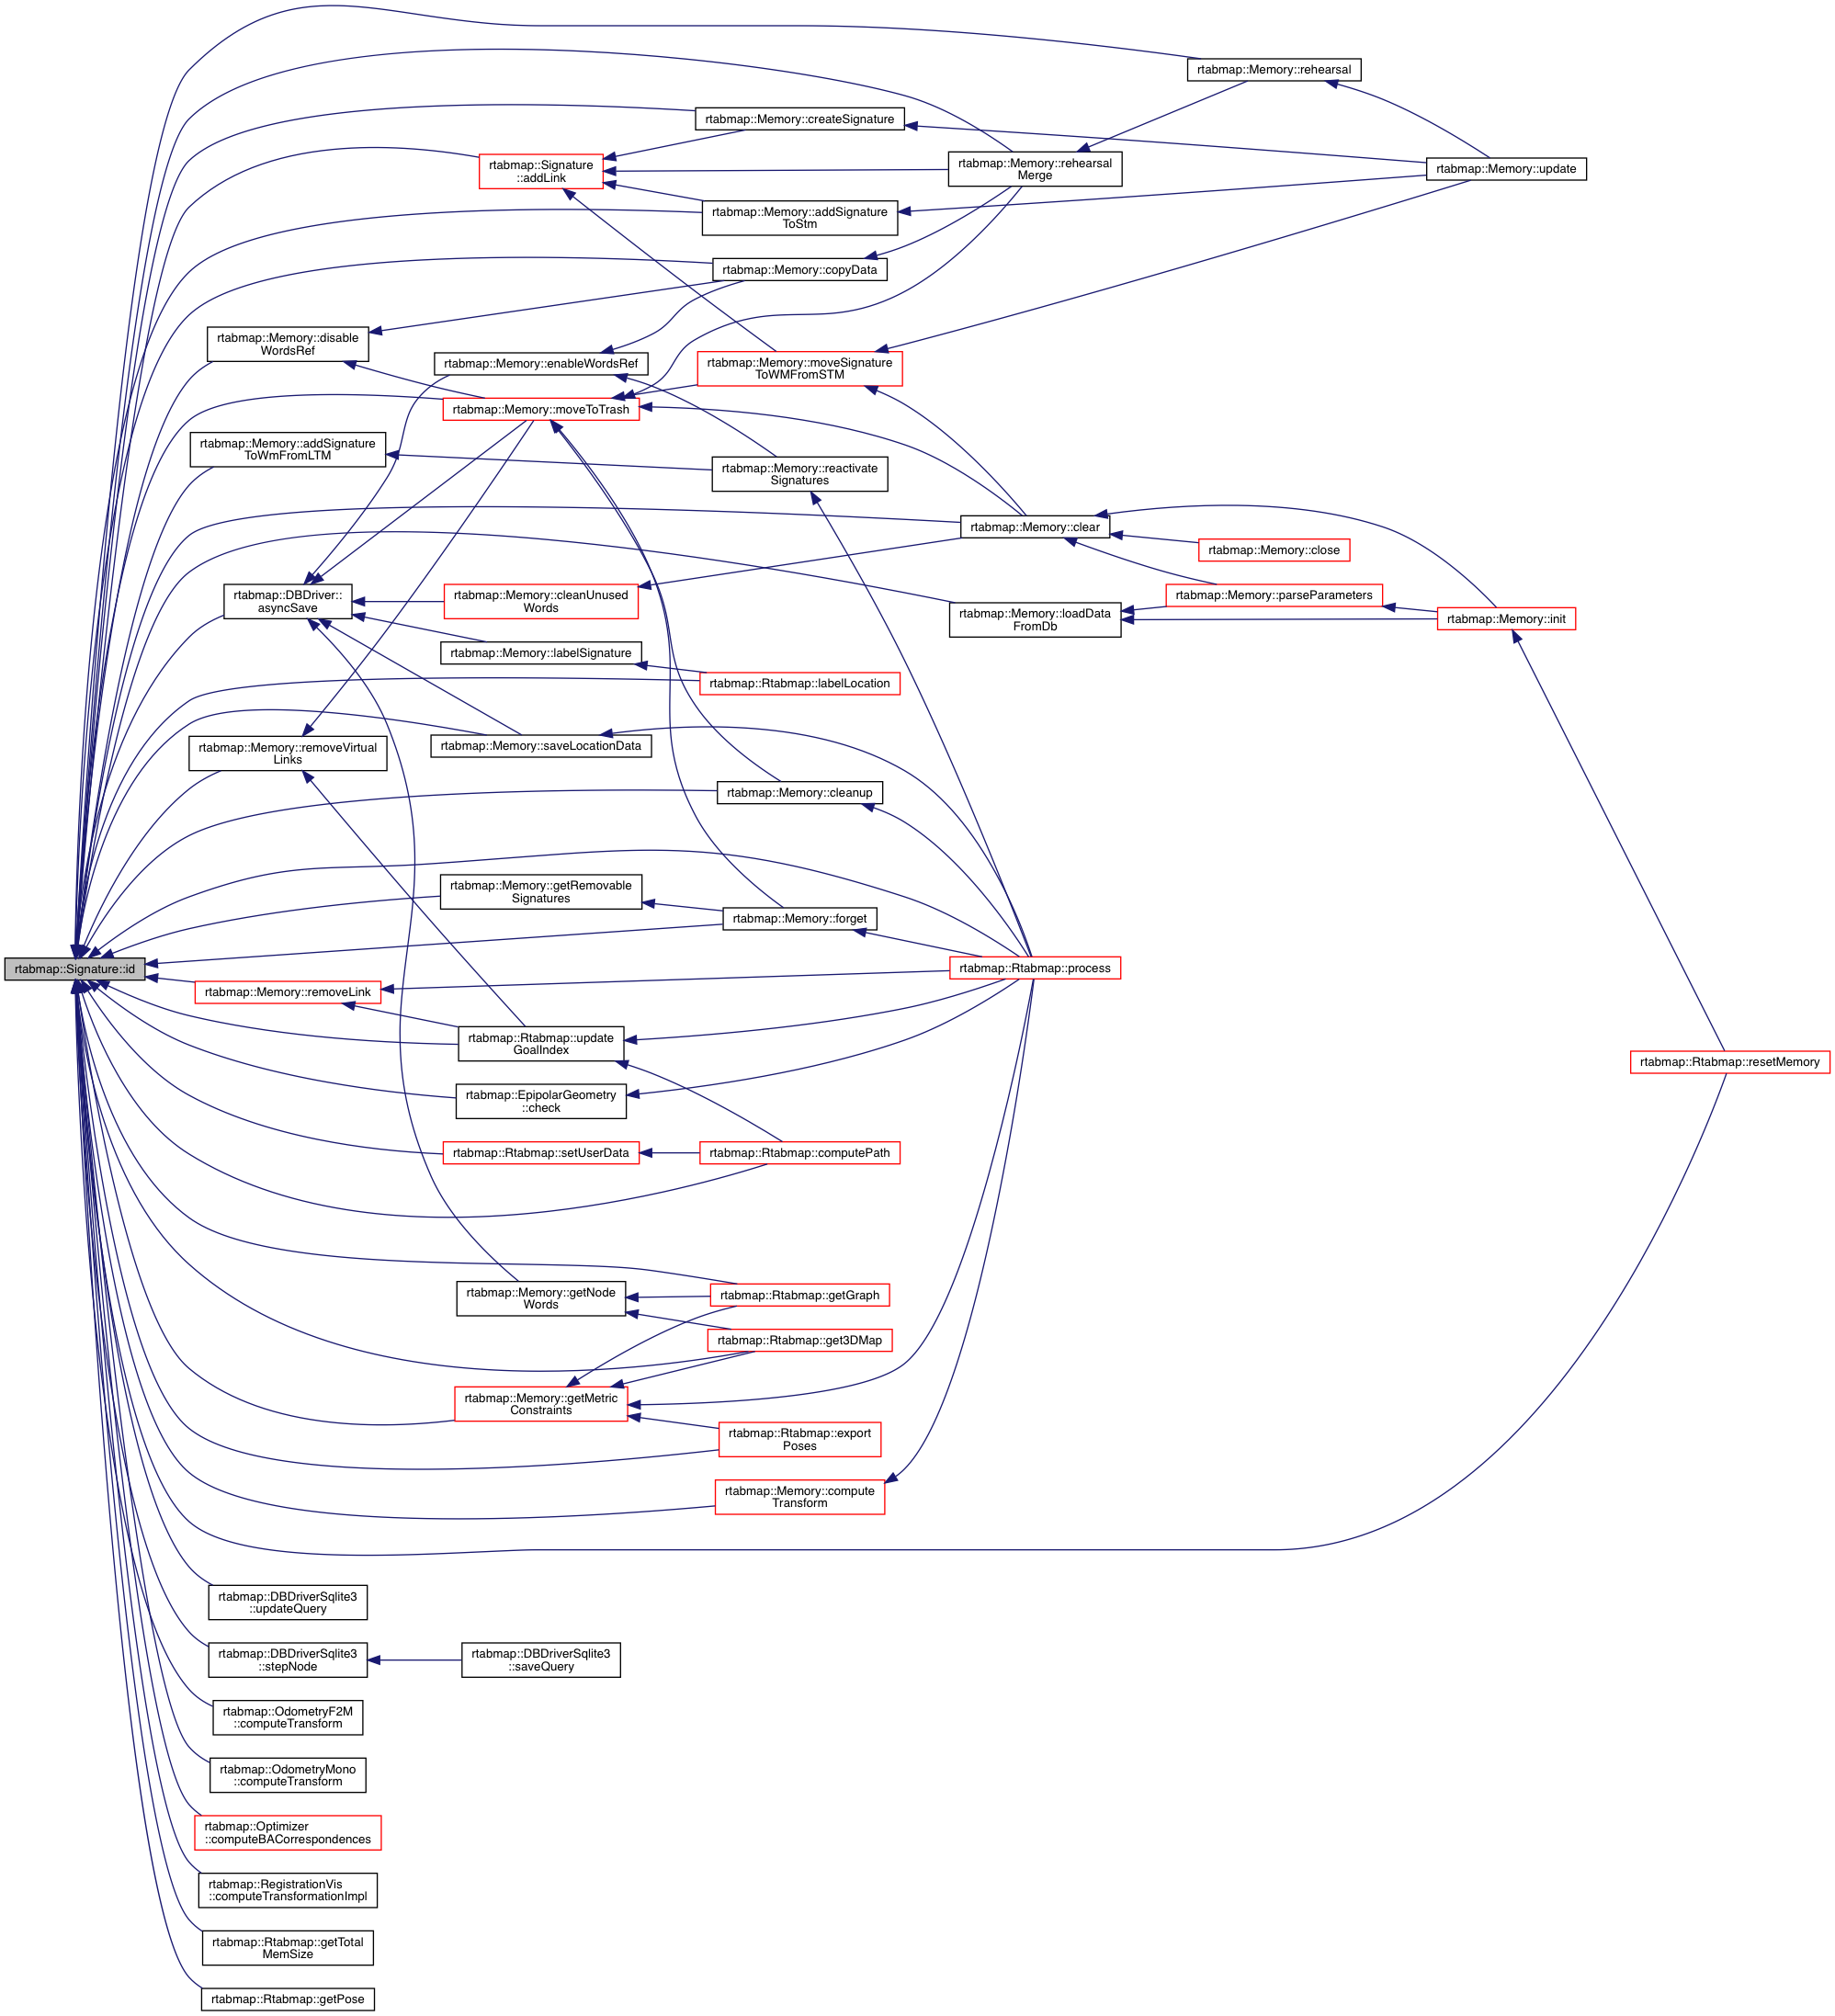 rtabmap::Memory::rehearsal
rtabmap::Memory::createSignature
rtabmap::Signature
::addLink
rtabmap::Memory::rehearsal
Merge
rtabmap::Memory::update
rtabmap::Memory::addSignature
ToStm
rtabmap::Memory::copyData
rtabmap::Memory::disable
WordsRef
rtabmap::Memory::enableWordsRef
rtabmap::Memory::moveSignature
ToWMFromSTM
rtabmap::Memory::moveToTrash
rtabmap::Memory::addSignature
ToWmFromLTM
rtabmap::Memory::reactivate
Signatures
rtabmap::Memory::clear
rtabmap::Memory::close
rtabmap::DBDriver::
asyncSave
rtabmap::Memory::cleanUnused
Words
rtabmap::Memory::parseParameters
rtabmap::Memory::loadData
FromDb
rtabmap::Memory::init
rtabmap::Memory::labelSignature
rtabmap::Rtabmap::labelLocation
rtabmap::Memory::removeVirtual
Links
rtabmap::Memory::saveLocationData
rtabmap::Memory::cleanup
rtabmap::Memory::getRemovable
Signatures
rtabmap::Memory::forget
rtabmap::Signature::id
rtabmap::Rtabmap::process
rtabmap::Memory::removeLink
rtabmap::Rtabmap::update
GoalIndex
rtabmap::Rtabmap::resetMemory
rtabmap::EpipolarGeometry
::check
rtabmap::Rtabmap::setUserData
rtabmap::Rtabmap::computePath
rtabmap::Memory::getNode
Words
rtabmap::Rtabmap::getGraph
rtabmap::Rtabmap::get3DMap
rtabmap::Memory::getMetric
Constraints
rtabmap::Rtabmap::export
Poses
rtabmap::Memory::compute
Transform
rtabmap::DBDriverSqlite3
::updateQuery
rtabmap::DBDriverSqlite3
::stepNode
rtabmap::DBDriverSqlite3
::saveQuery
rtabmap::OdometryF2M
::computeTransform
rtabmap::OdometryMono
::computeTransform
rtabmap::Optimizer
::computeBACorrespondences
rtabmap::RegistrationVis
::computeTransformationImpl
rtabmap::Rtabmap::getTotal
MemSize
rtabmap::Rtabmap::getPose